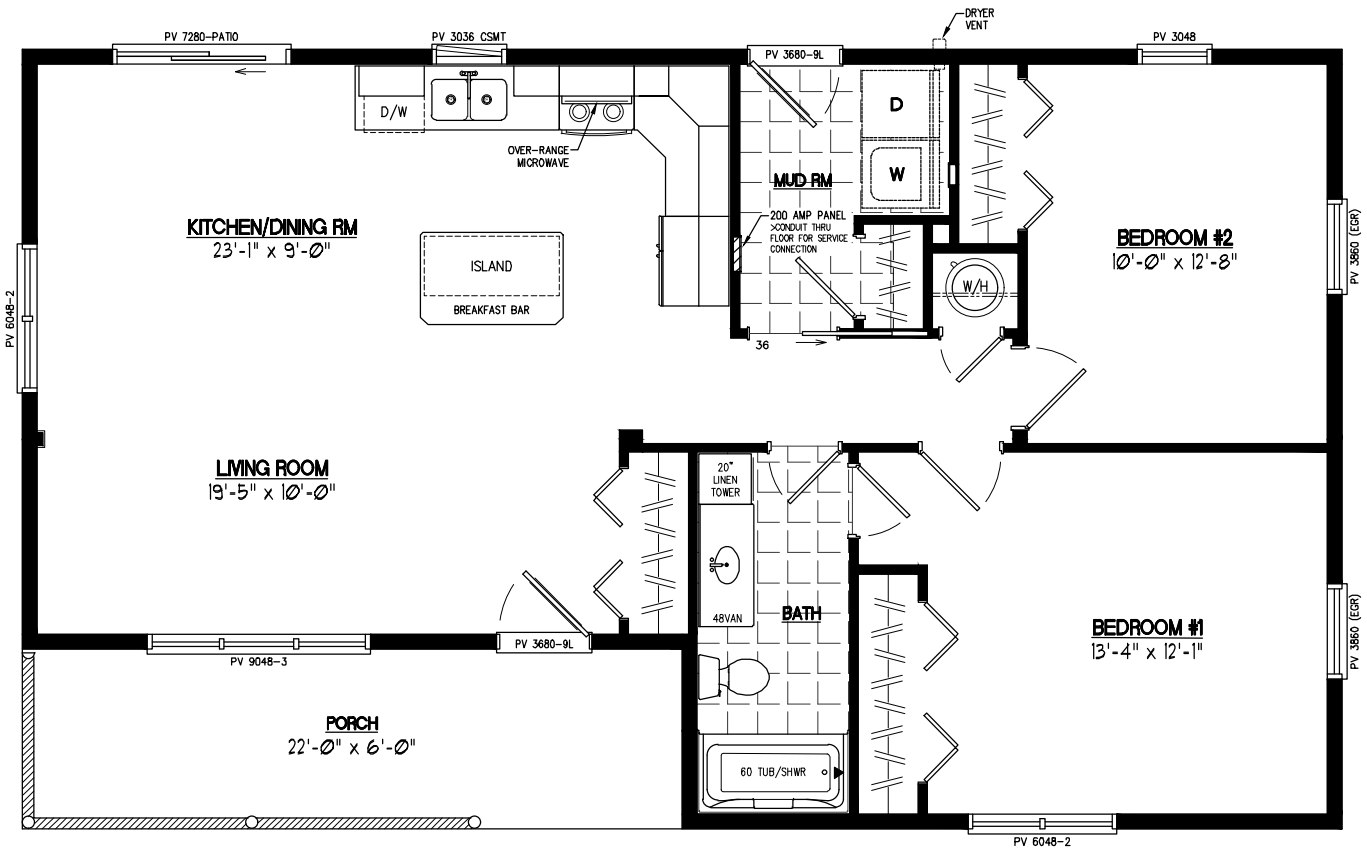 DRYER
VENT
PV 7280-PATIO
PV 3036 CSMT
PV 3680-9L
PV 3048
D/W
D
OVER-RANGE
MICROWAVE
W
MUD RM
200 AMP PANEL
>CONDUIT THRU
FLOOR FOR SERVICE
CONNECTION
KITCHEN/DINING RM
23'-1" x 9'-0"
BEDROOM #2
10'-0" x 12'-8"
PV 3860 (EGR)
ISLAND
BREAKFAST BAR
W/H
PV 6048-2
36
LIVING ROOM
19'-5" x 10'-0"
20"
LINEN
TOWER
48VAN
BATH
BEDROOM #1
13'-4" x 12'-1"
PV 3860 (EGR)
PV 9048-3
PV 3680-9L
PORCH
22'-0" x 6'-0"
60 TUB/SHWR
PV 6048-2